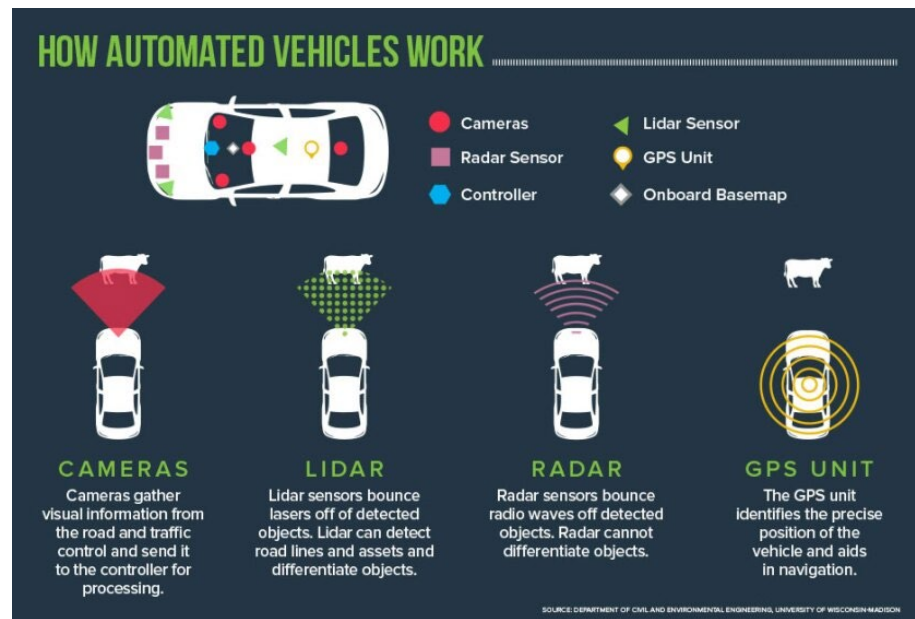 HOW AUTOMATED VEHICLES WORK
Cameras
Lidar Sensor
Radar Sensor
GPS Unit
Controller
Onboard Basemap
CAMERAS
Cameras gather
visual information from
the road and traffic
control and send it
to the controller for
processing.
LIDAR
Lidar sensors bounce
lasers off of detected
objects. Lidar can detect
road lines and assets and
differentiate objects.
RADAR
Radar sensors bounce
radio waves off detected
objects. Radar cannot
differentiate objects.
GPS UNIT
The GPS unit
identifies the precise
position of the
vehicle and aids
in navigation.
SOURCE: DEPARTMENT OF CIVIL AND ENVIRONMENTAL ENGINEERING, UNIVERSITY OF WISCONSIN-MADISON